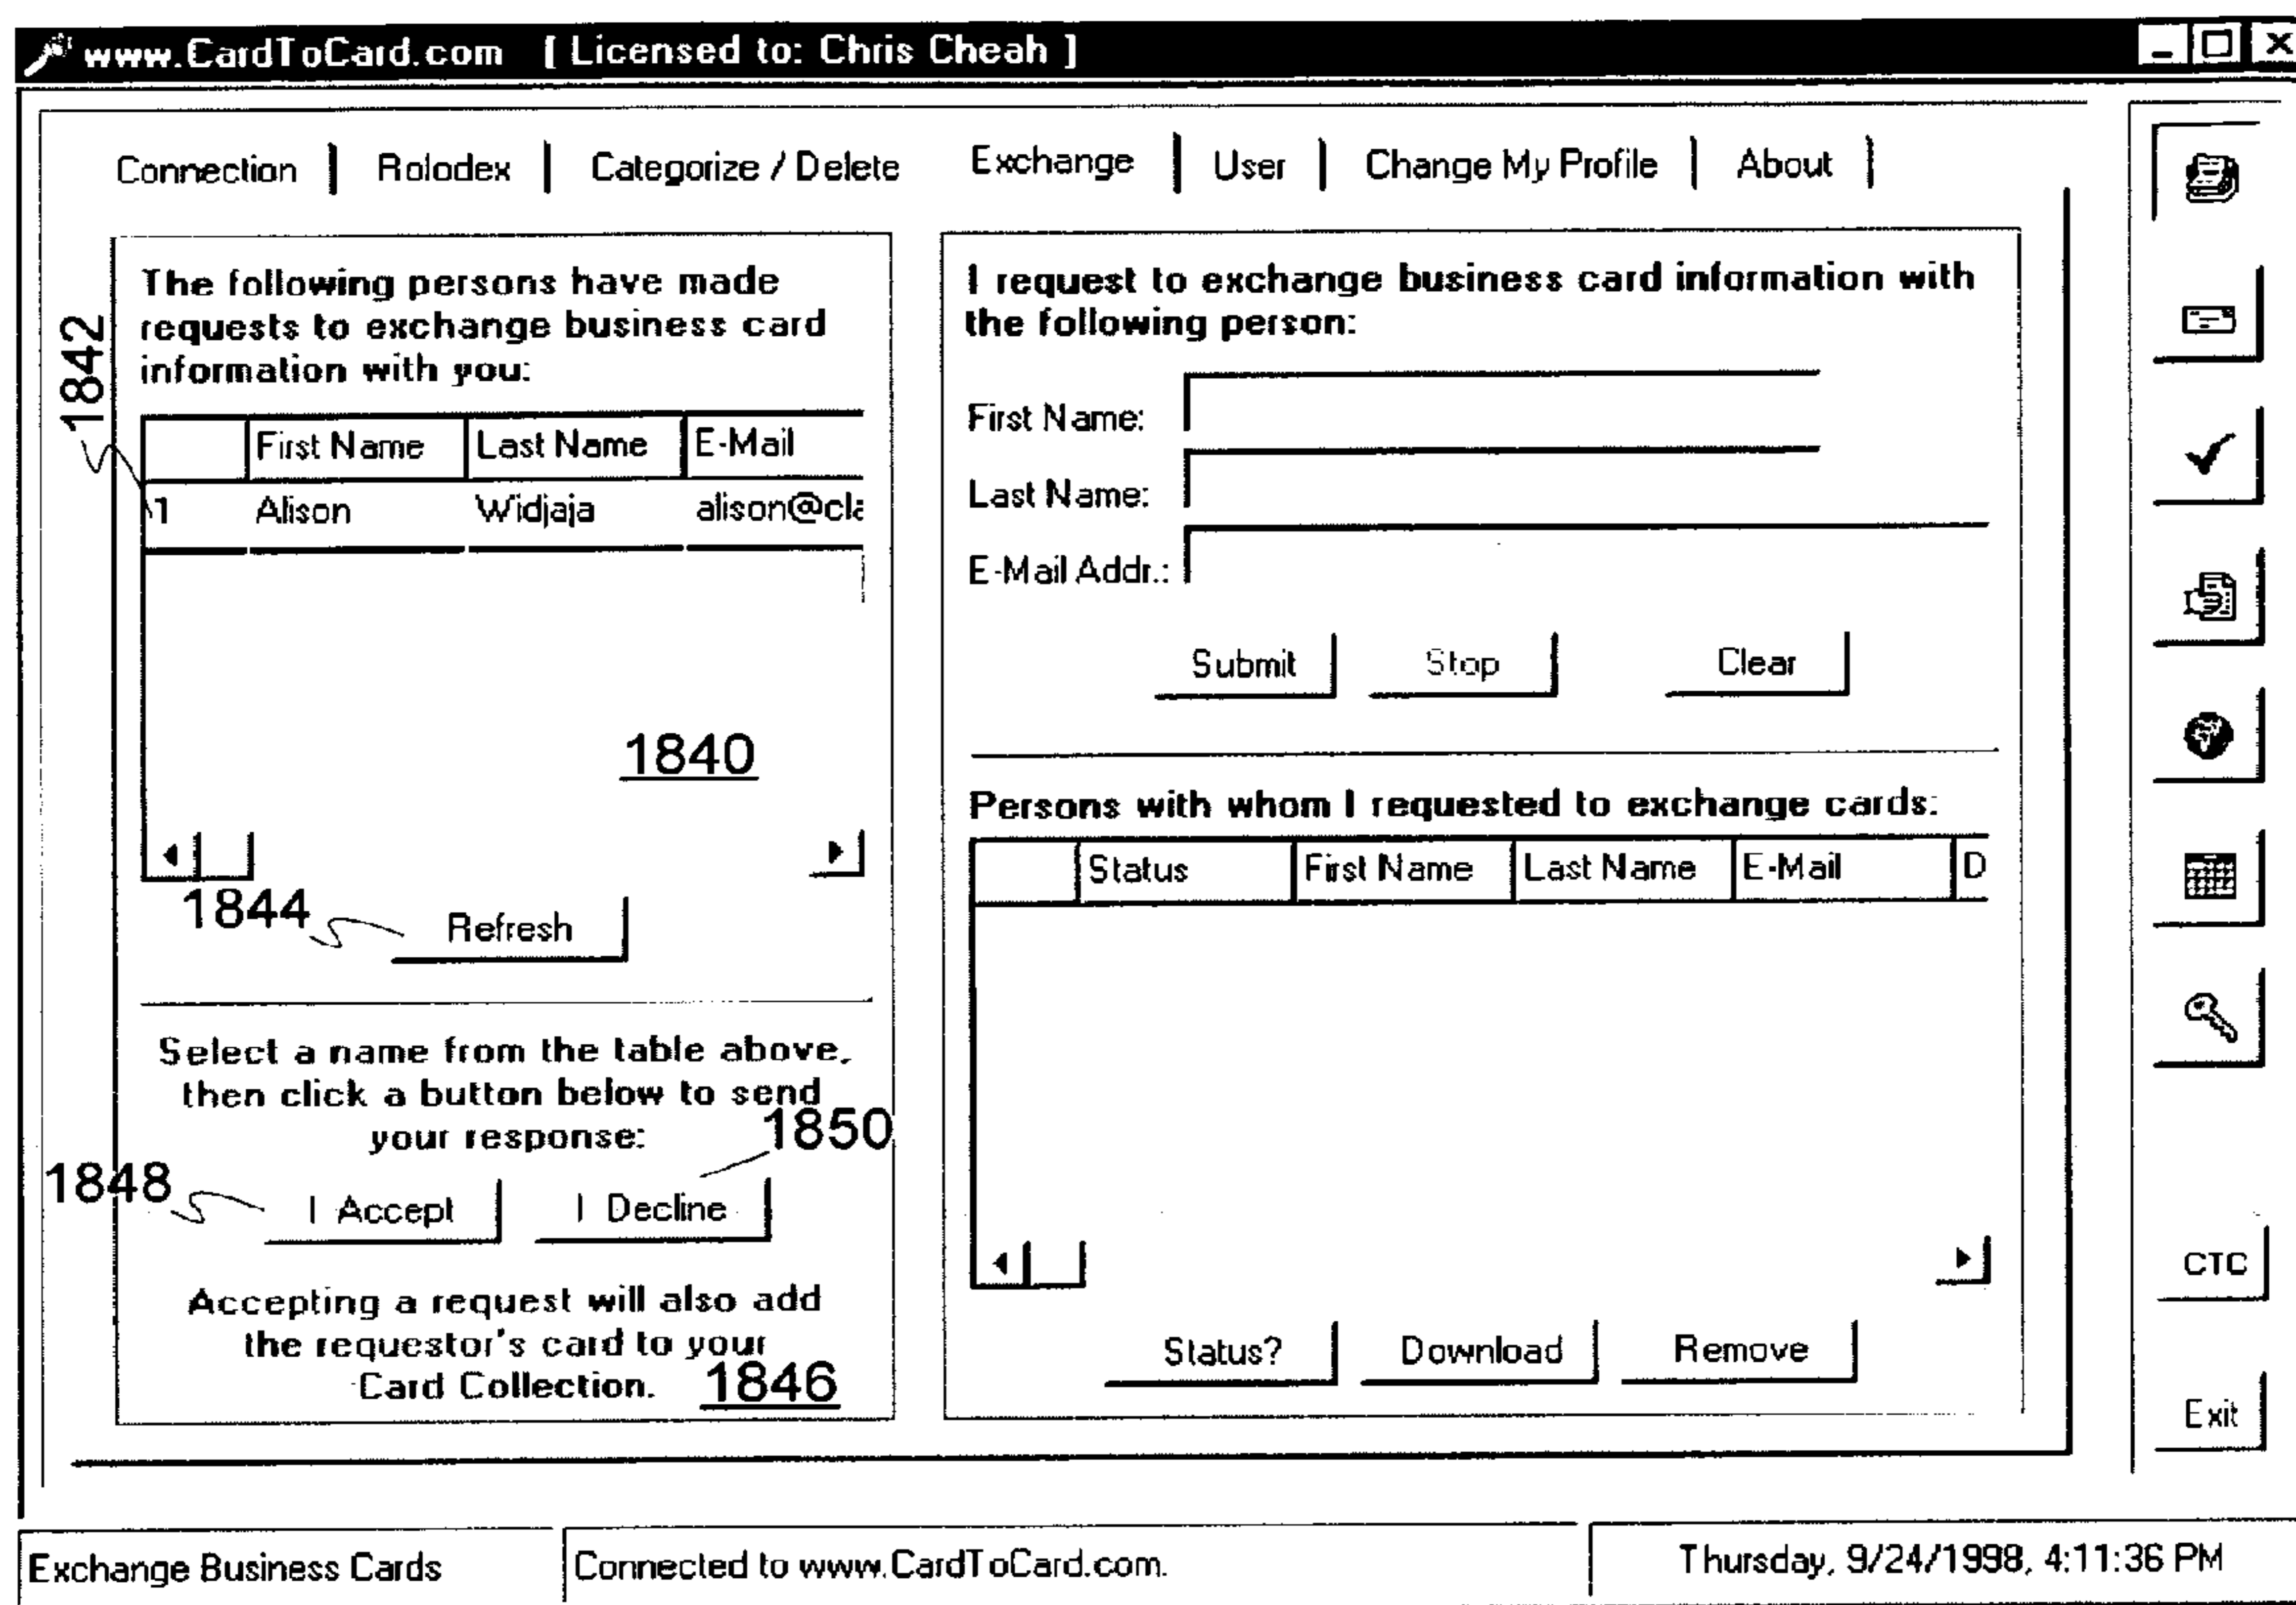 www.CardToCard.com [ Licensed to: Chris Cheah ]
Connection | Rolodex | Categorize / Delete Exchange | User | Change My Profile | About |
The following persons have made
requests to exchange business card
information with you:
1842
First Name Last Name E-Mail
1 Alison Widjaja alison@cla
1840
1844
Refresh
Select a name from the table above,
then click a button below to send
your response:
1850
1848
I Accept I Decline
Accepting a request will also add
the requestor's card to your
Card Collection. 1846
I request to exchange business card information with
the following person:
First Name:
Last Name:
E-Mail Addr.:
Submit Stop Clear
Persons with whom I requested to exchange cards:
Status First Name Last Name E-Mail D
Status? Download Remove
CTC
Exit
Exchange Business Cards Connected to www.CardToCard.com. Thursday, 9/24/1998, 4:11:36 PM